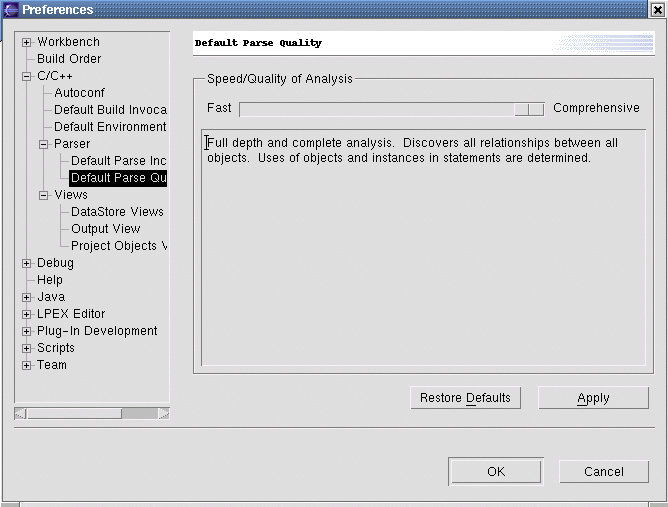 Preferences
Workbench
Build Order
C/C++
Autoconf
Default Build Invoca
Default Environment
Parser
Default Parse Inc
Default Parse Qu
Views
DataStore Views
Output View
Project Objects V
Debug
Help
Java
LPEX Editor
Plug-In Development
Scripts
Team
Default Parse Quality
Speed/Quality of Analysis
Fast
Comprehensive
Full depth and complete analysis.  Discovers all relationships between all
objects.  Uses of objects and instances in statements are determined.
Restore Defaults
Apply
OK
Cancel